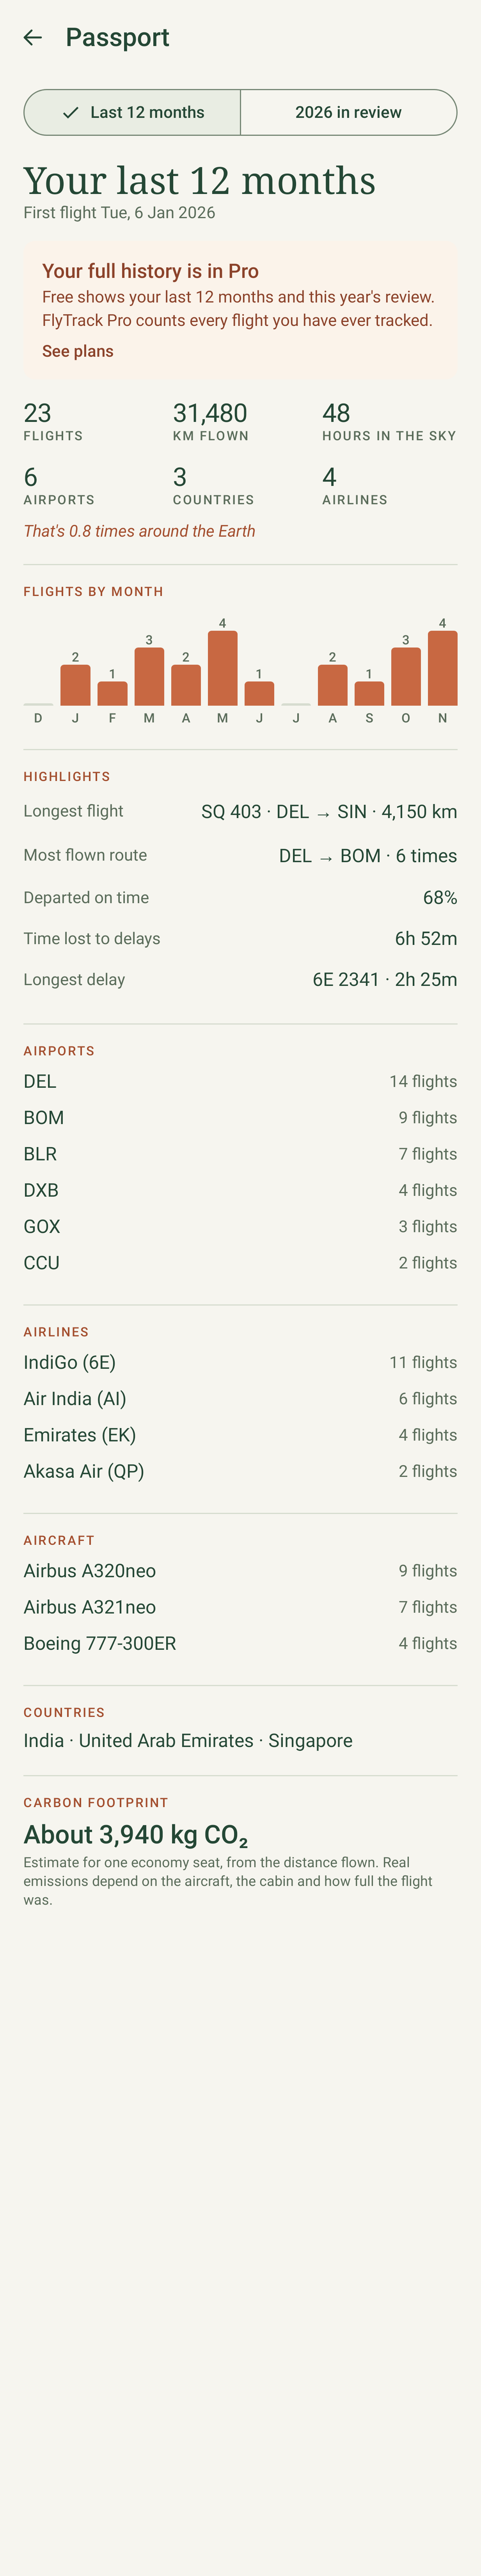 Passport
Last 12 months
2026 in review
Your last 12 months
First flight Tue, 6 Jan 2026
Your full history is in Pro
Free shows your last 12 months and this year's review.
FlyTrack Pro counts every flight you have ever tracked.
See plans
23 31,480 48
FLIGHTS KM FLOWN HOURS IN THE SKY
6 3 4
AIRPORTS COUNTRIES AIRLINES
That's 0.8 times around the Earth
FLIGHTS BY MONTH
2 1 3 2 4 1 2 1 3 4
D J F M A M J J A S O N
HIGHLIGHTS
Longest flight SQ 403 · DEL → SIN · 4,150 km
Most flown route DEL → BOM · 6 times
Departed on time 68%
Time lost to delays 6h 52m
Longest delay 6E 2341 · 2h 25m
AIRPORTS
DEL 14 flights
BOM 9 flights
BLR 7 flights
DXB 4 flights
GOX 3 flights
CCU 2 flights
AIRLINES
IndiGo (6E) 11 flights
Air India (AI) 6 flights
Emirates (EK) 4 flights
Akasa Air (QP) 2 flights
AIRCRAFT
Airbus A320neo 9 flights
Airbus A321neo 7 flights
Boeing 777-300ER 4 flights
COUNTRIES
India · United Arab Emirates · Singapore
CARBON FOOTPRINT
About 3,940 kg CO₂
Estimate for one economy seat, from the distance flown. Real
emissions depend on the aircraft, the cabin and how full the flight
was.